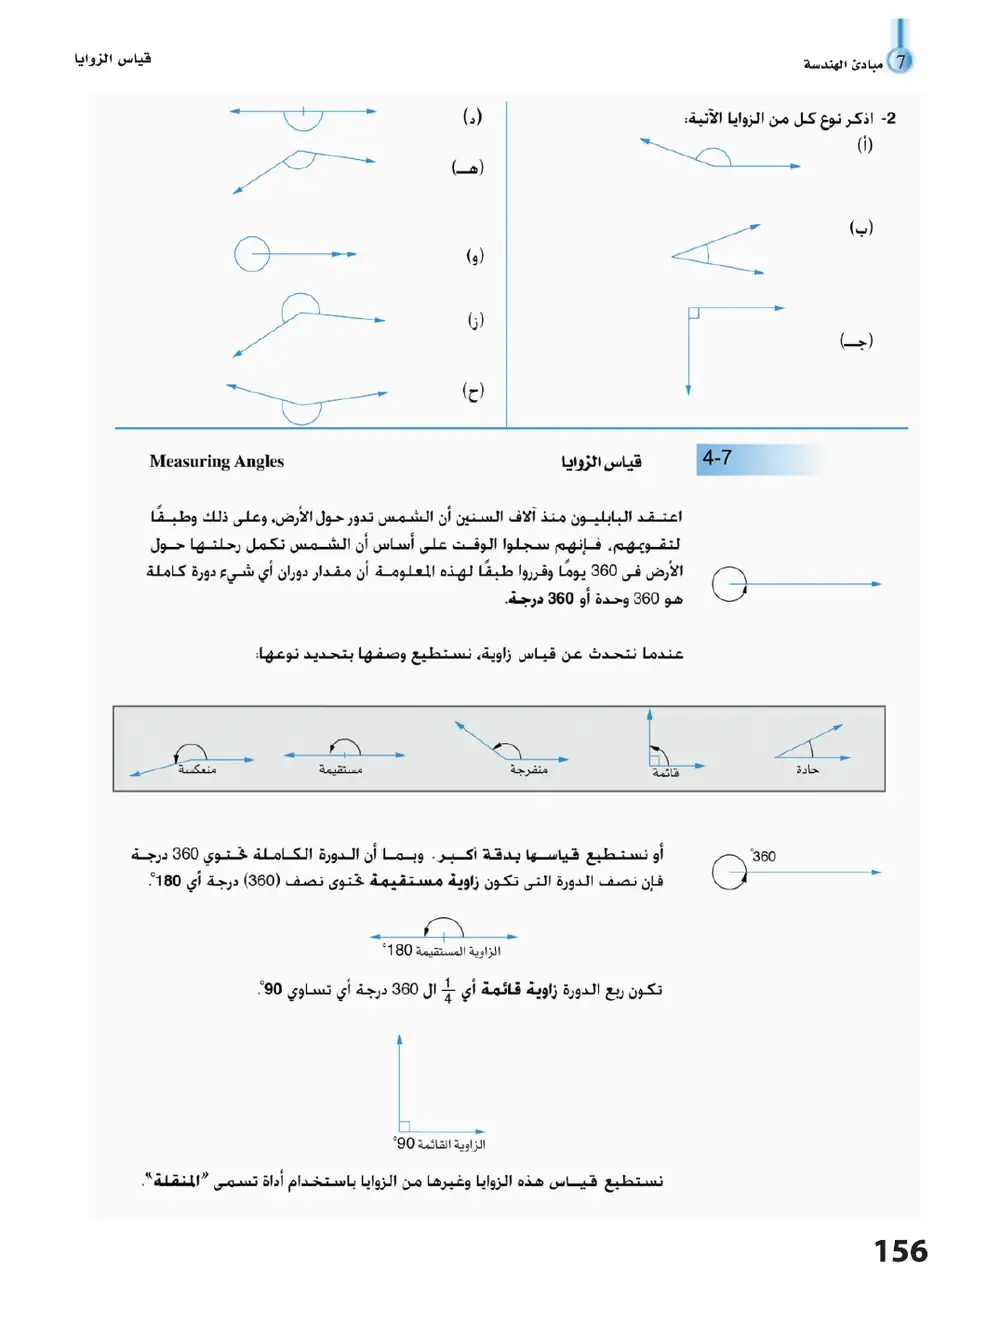 7 مبادئ الهندسة
قياس الزوايا
2- اذكر نوع كل من الزوايا الآتية:
(أ)
(ب)
(جـ)
(د)
(هـ)
(و)
(ز)
(ح)
4-7 قياس الزوايا Measuring Angles
اعتقد البابليون منذ آلاف السنين أن الشمس تدور حول الأرض، وعلى ذلك وطبقًا
لتقويمهم، فإنهم سجلوا الوقت على أساس أن الشمس تكمل رحلتها حول
الأرض فى 360 يومًا وقرروا طبقًا لهذه المعلومة أن مقدار دوران أي شيء دورة كاملة
هو 360 وحدة أو 360 درجة.
عندما نتحدث عن قياس زاوية، نستطيع وصفها بتحديد نوعها:
حادة
قائمة
منفرجة
مستقيمة
منعكسة
أو نستطيع قياسها بدقة أكبر. وبما أن الدورة الكاملة تحتوي 360 درجة
فإن نصف الدورة التى تكون زاوية مستقيمة تحتوى نصف (360) درجة أي 180°.
360°
الزاوية المستقيمة 180°
تكون ربع الدورة زاوية قائمة أي 1/4 ال 360 درجة أي تساوي 90°.
الزاوية القائمة 90°
نستطيع قياس هذه الزوايا وغيرها من الزوايا باستخدام أداة تسمى «المنقلة».
156